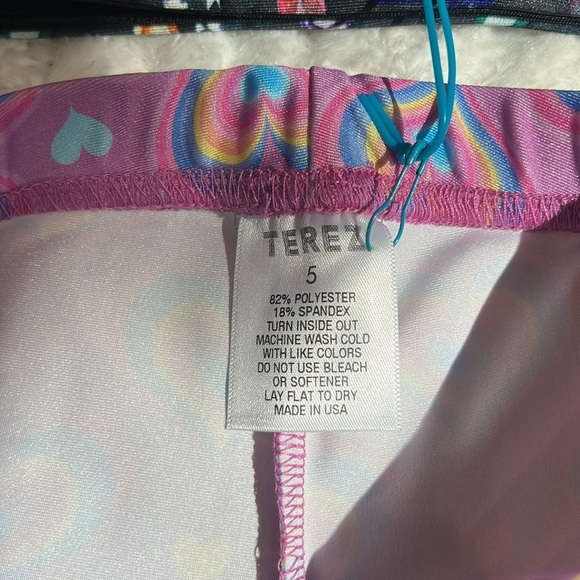 TEREZ
5
82% POLYESTER
18% SPANDEX
TURN INSIDE OUT
MACHINE WASH COLD
WITH LIKE COLORS
DO NOT USE BLEACH
OR SOFTENER
LAY FLAT TO DRY
MADE IN USA